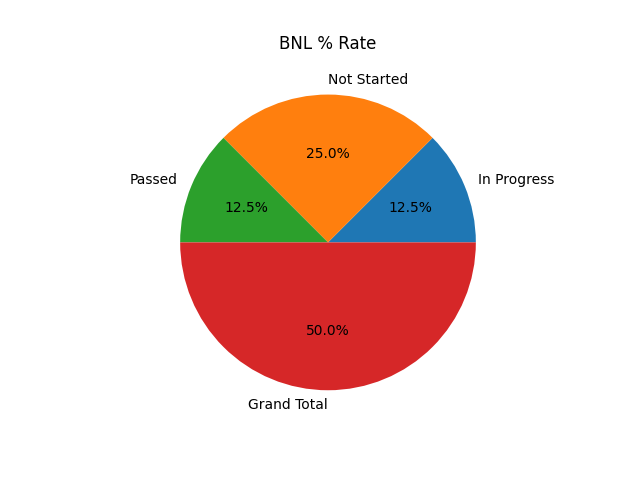 BNL % Rate
Not Started
25.0%
Passed
In Progress
12.5%
12.5%
50.0%
Grand Total